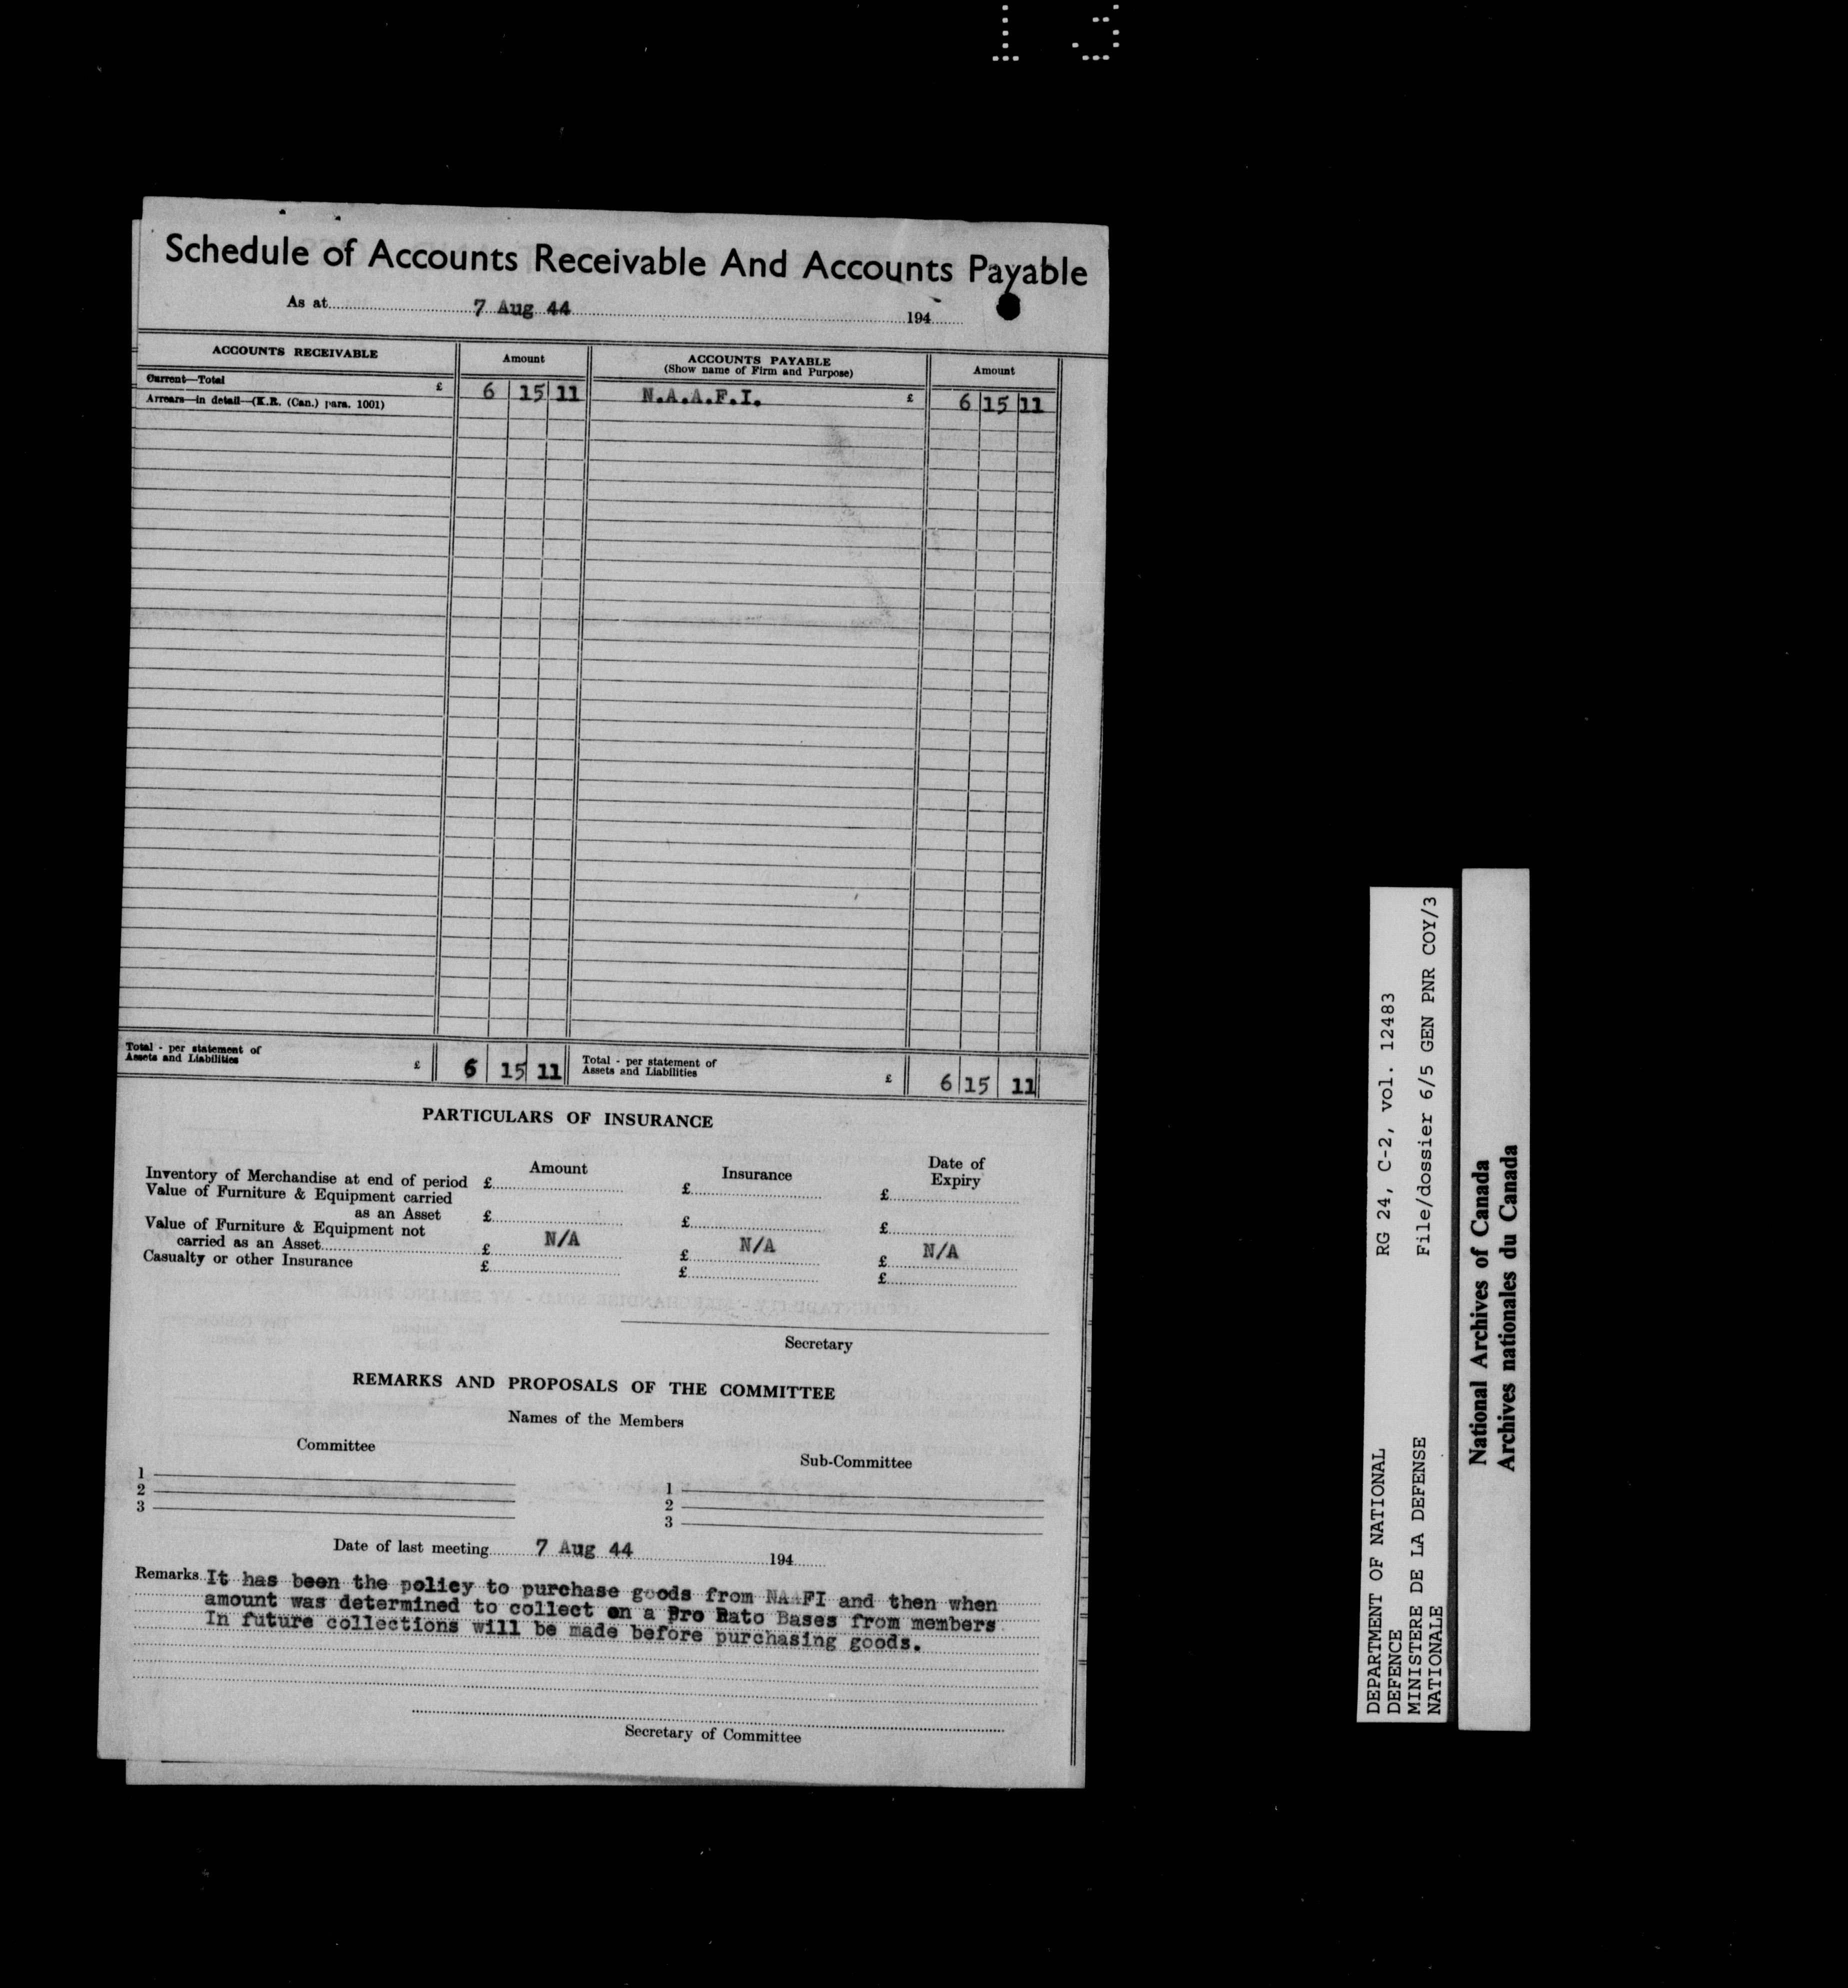 Schedule of Accounts Receivable And Accounts Payable
As at 7 Aug 44 194
ACCOUNTS RECEIVABLE Amount ACCOUNTS PAYABLE Amount
(Show name of Firm and Purpose)
Current—Total £ 6 15 11 N.A.A.F.I. £ 6 15 11
Arrears—in detail—(K.R. (Can.) para. 1001)
Total - per statement of
Assets and Liabilities £ 6 15 11 Total - per statement of
Assets and Liabilities £ 6 15 11
PARTICULARS OF INSURANCE
Amount Insurance Date of
Expiry
Inventory of Merchandise at end of period £ £ £
Value of Furniture & Equipment carried
as an Asset £ £ £
Value of Furniture & Equipment not
carried as an Asset £ N/A £ N/A £ N/A
Casualty or other Insurance £ £ £
Secretary
REMARKS AND PROPOSALS OF THE COMMITTEE
Names of the Members
Committee Sub-Committee
1 1
2 2
3 3
Date of last meeting 7 Aug 44 194
Remarks It has been the policy to purchase goods from NAAFI and then when
amount was determined to collect on a Pro Rato Bases from members
In future collections will be made before purchasing goods.
Secretary of Committee
DEPARTMENT OF NATIONAL RG 24, C-2, vol. 12483
DEFENCE
MINISTERE DE LA DEFENSE File/dossier 6/5 GEN PNR COY/3
NATIONALE
National Archives of Canada
Archives nationales du Canada